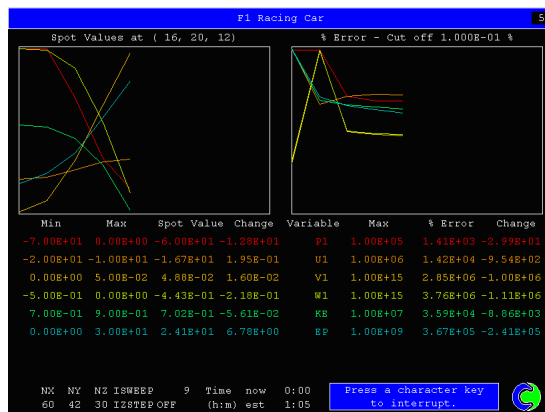 F1 Racing Car 5
Spot Values at ( 16, 20, 12) % Error - Cut off 1.000E-01 %
Min Max Spot Value Change Variable Max % Error Change
-7.00E+01 0.00E+00 -6.00E+01 -1.28E+01 P1 1.00E+05 1.41E+03 -2.99E+01
-2.00E+01 -1.00E+01 -1.67E+01 1.95E-01 U1 1.00E+06 1.42E+04 -9.54E+02
0.00E+00 5.00E-02 4.88E-02 1.60E-02 V1 1.00E+15 2.85E+06 -1.00E+06
-5.00E-01 0.00E+00 -4.43E-01 -2.18E-01 W1 1.00E+15 3.76E+06 -1.11E+06
7.00E-01 9.00E-01 7.02E-01 -5.61E-02 KE 1.00E+07 3.59E+04 -8.86E+03
0.00E+00 3.00E+01 2.41E+01 6.78E+00 EP 1.00E+09 3.67E+05 -2.41E+05
NX NY NZ ISWEEP 9 Time now 0:00 Press a character key
60 42 30 IZSTEP OFF (h:m) est 1:05 to interrupt.